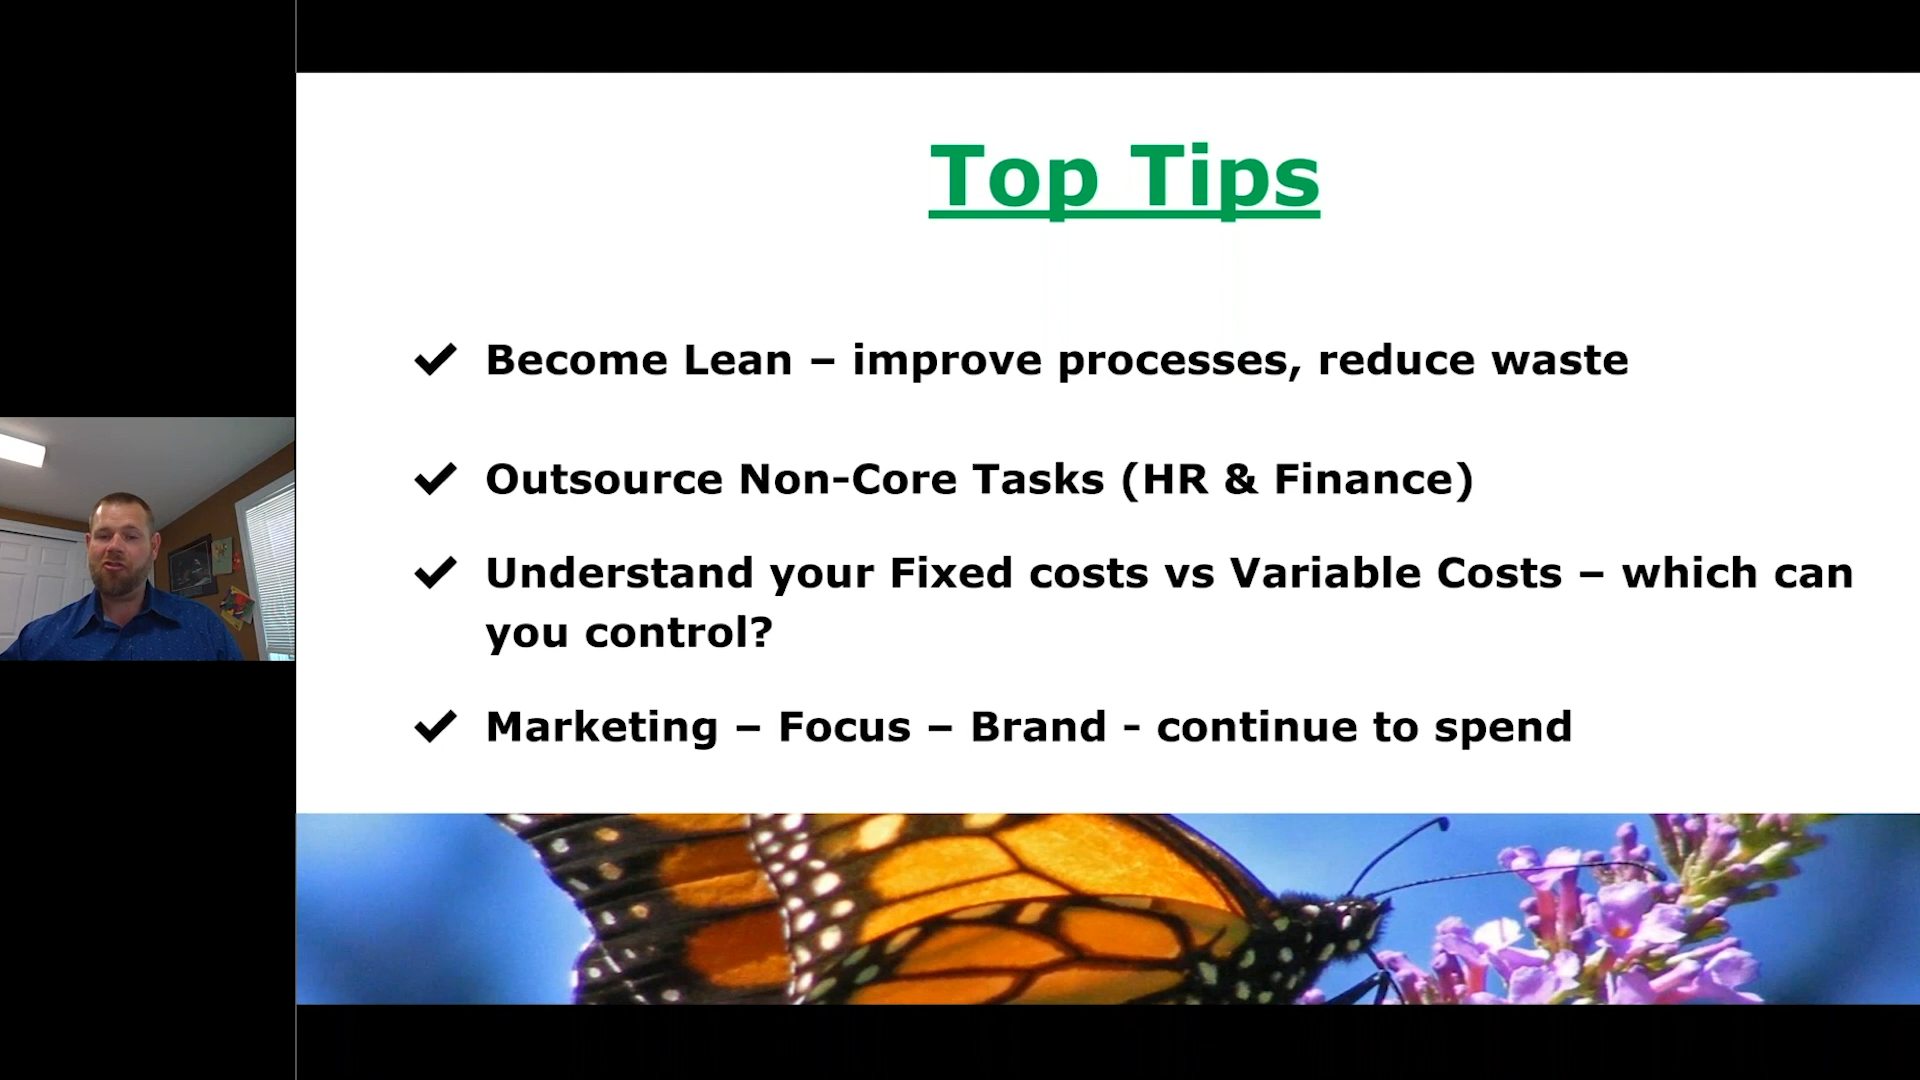 Top Tips
Become Lean – improve processes, reduce waste
Outsource Non-Core Tasks (HR & Finance)
Understand your Fixed costs vs Variable Costs – which can
you control?
Marketing – Focus – Brand - continue to spend